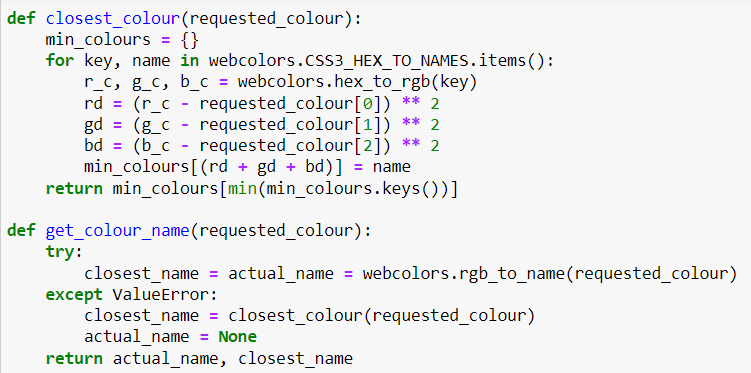 def closest_colour(requested_colour):
    min_colours = {}
    for key, name in webcolors.CSS3_HEX_TO_NAMES.items():
        r_c, g_c, b_c = webcolors.hex_to_rgb(key)
        rd = (r_c - requested_colour[0]) ** 2
        gd = (g_c - requested_colour[1]) ** 2
        bd = (b_c - requested_colour[2]) ** 2
        min_colours[(rd + gd + bd)] = name
    return min_colours[min(min_colours.keys())]

def get_colour_name(requested_colour):
    try:
        closest_name = actual_name = webcolors.rgb_to_name(requested_colour)
    except ValueError:
        closest_name = closest_colour(requested_colour)
        actual_name = None
    return actual_name, closest_name